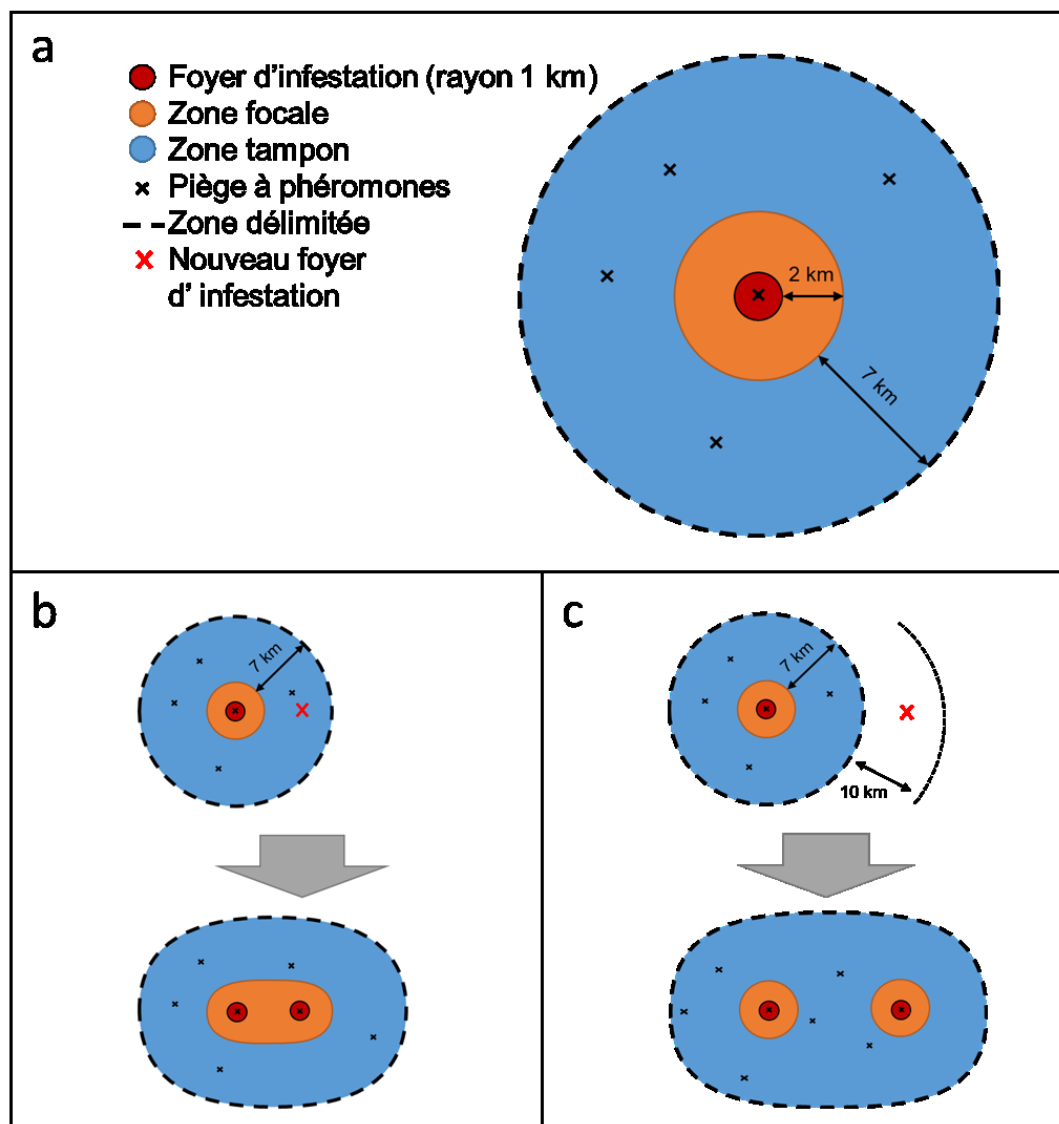 a
Foyer d'infestation (rayon 1 km)
Zone focale
Zone tampon
Piège à phéromones
Zone délimitée
Nouveau foyer
d' infestation
2 km
7 km
b
7 km
c
7 km
10 km